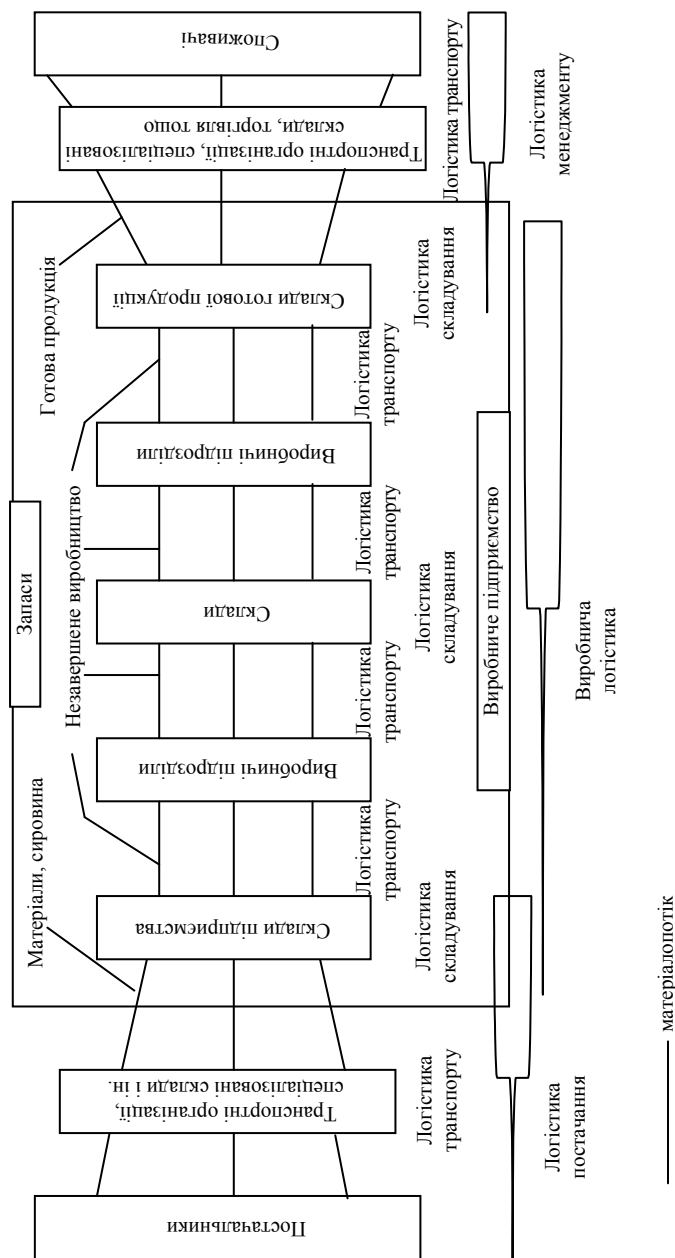 Запаси
Матеріали, сировина
Незавершене виробництво
Готова продукція
Постачальники
Транспортні організації,
спеціалізовані склади і ін.
Склади підприємства
Виробничі підрозділи
Склади
Виробничі підрозділи
Склади готової продукції
Транспортні організації, спеціалізовані
склади, торгівля тощо
Споживачі
Логістика
транспорту
Логістика
транспорту
Логістика
транспорту
Логістика
транспорту
Логістика
транспорту
Логістика
складування
Логістика
складування
Логістика
складування
Логістика транспорту
Виробниче підприємство
Логістика
постачання
Виробнича
логістика
Логістика
менеджменту
матеріалопотік